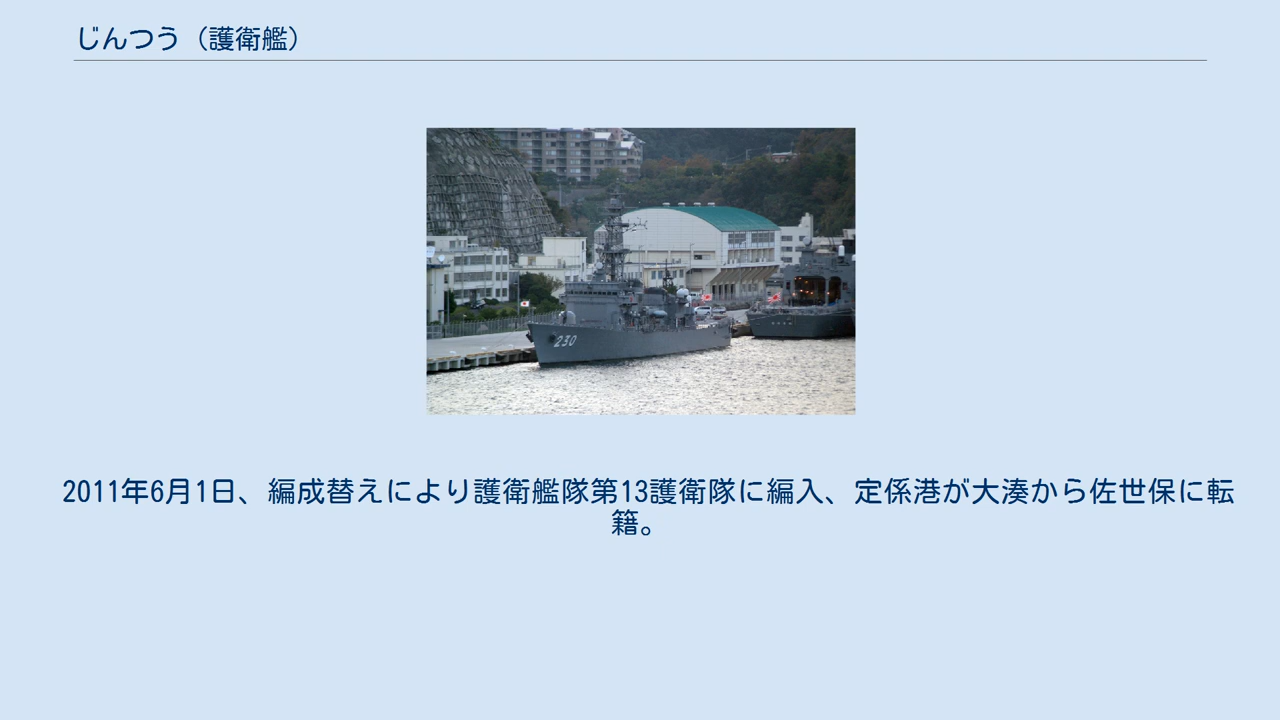 じんつう（護衛艦）
230
2011年6月1日、編成替えにより護衛艦隊第13護衛隊に編入、定係港が大湊から佐世保に転
籍。